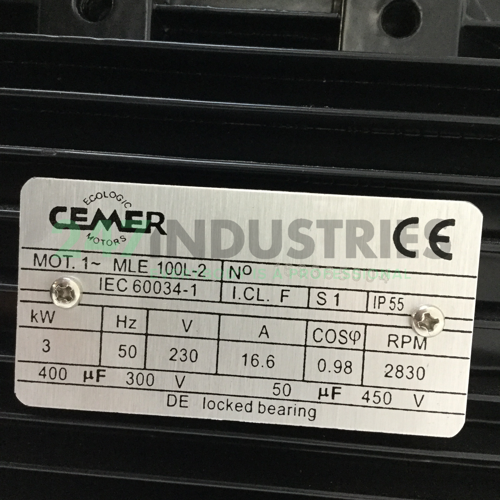 ECOLOGIC
CEMER
MOTORS
CE
INDUSTRIES
MOT. 1~ MLE 100L-2 Nº
IEC 60034-1 I.CL. F S 1 IP 55
kW Hz V A COSφ RPM
3 50 230 16.6 0.98 2830
400 µF 300 V 50 µF 450 V
DE locked bearing